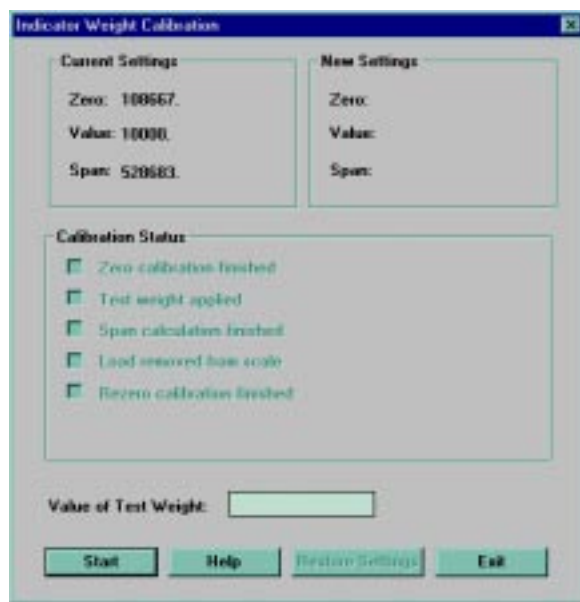 Indicator Weight Calibration
Current Settings
Zero: 108667.
Value: 10000.
Span: 528683.
New Settings
Zero:
Value:
Span:
Calibration Status
Zero calibration finished
Test weight applied
Span calculation finished
Load removed from scale
Rezero calibration finished
Value of Test Weight:
Start
Help
Restore Settings
Exit